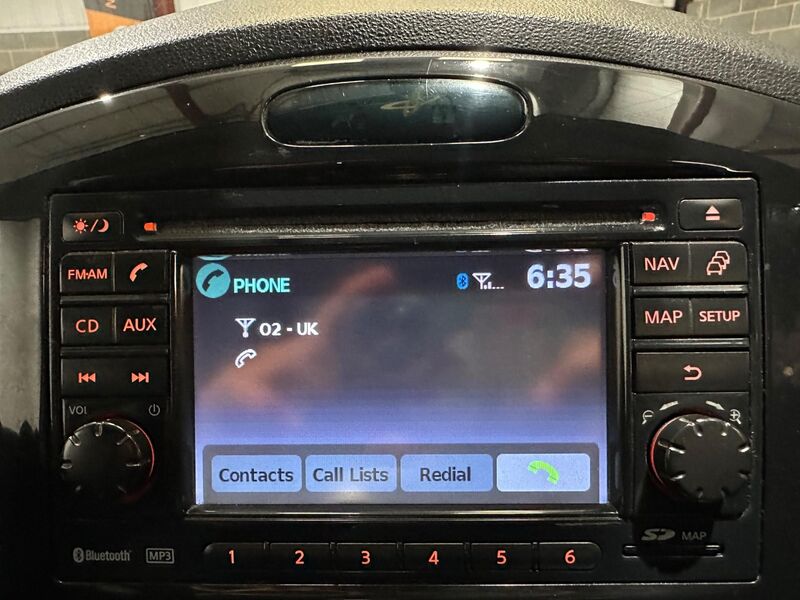 PHONE
6:35
O2 - UK
Contacts
Call Lists
Redial
FM·AM
CD
AUX
VOL
NAV
MAP
SETUP
Bluetooth
MP3
1
2
3
4
5
6
SD
MAP